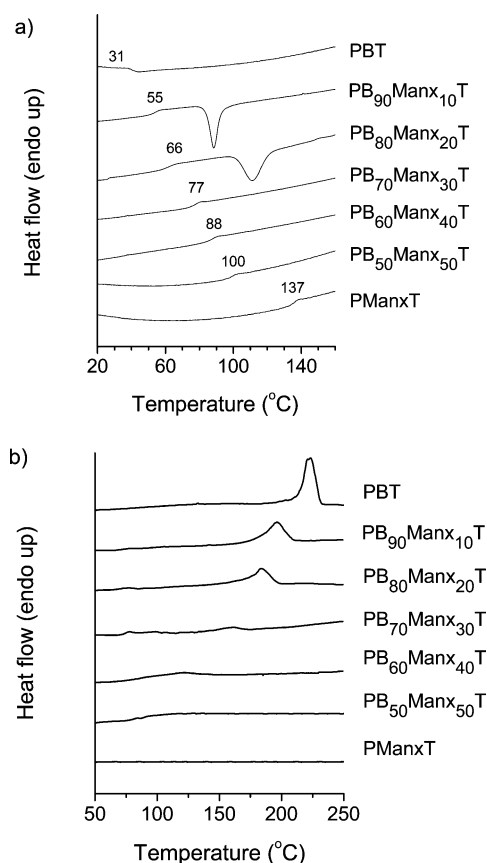 a)
31
PBT
55
PB90Manx10T
66
PB80Manx20T
77
PB70Manx30T
88
PB60Manx40T
100
PB50Manx50T
137
PManxT
Heat flow (endo up)
20 60 100 140
Temperature (°C)
b)
PBT
PB90Manx10T
PB80Manx20T
PB70Manx30T
PB60Manx40T
PB50Manx50T
PManxT
Heat flow (endo up)
50 100 150 200 250
Temperature (°C)